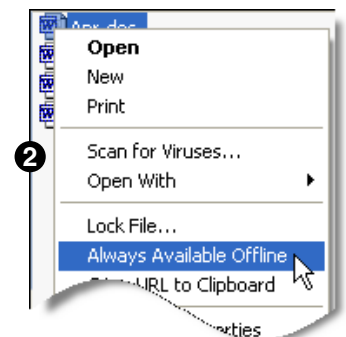 Apr.doc
Open
New
Print
2
Scan for Viruses...
Open With
Lock File...
Always Available Offline
URL to Clipboard
erties